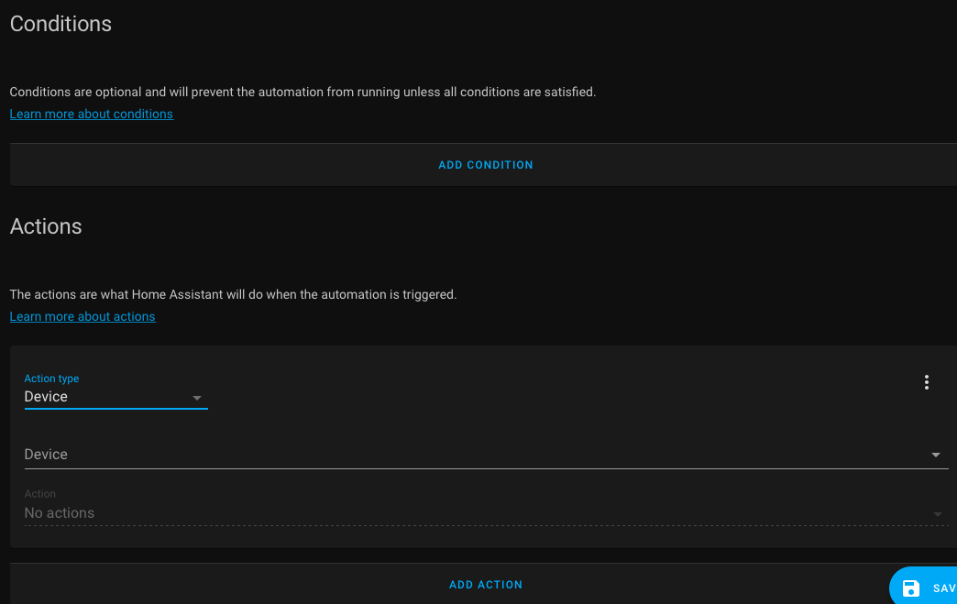 Conditions
Conditions are optional and will prevent the automation from running unless all conditions are satisfied.
Learn more about conditions
ADD CONDITION
Actions
The actions are what Home Assistant will do when the automation is triggered.
Learn more about actions
Action type
Device
Device
Action
No actions
ADD ACTION
SAV